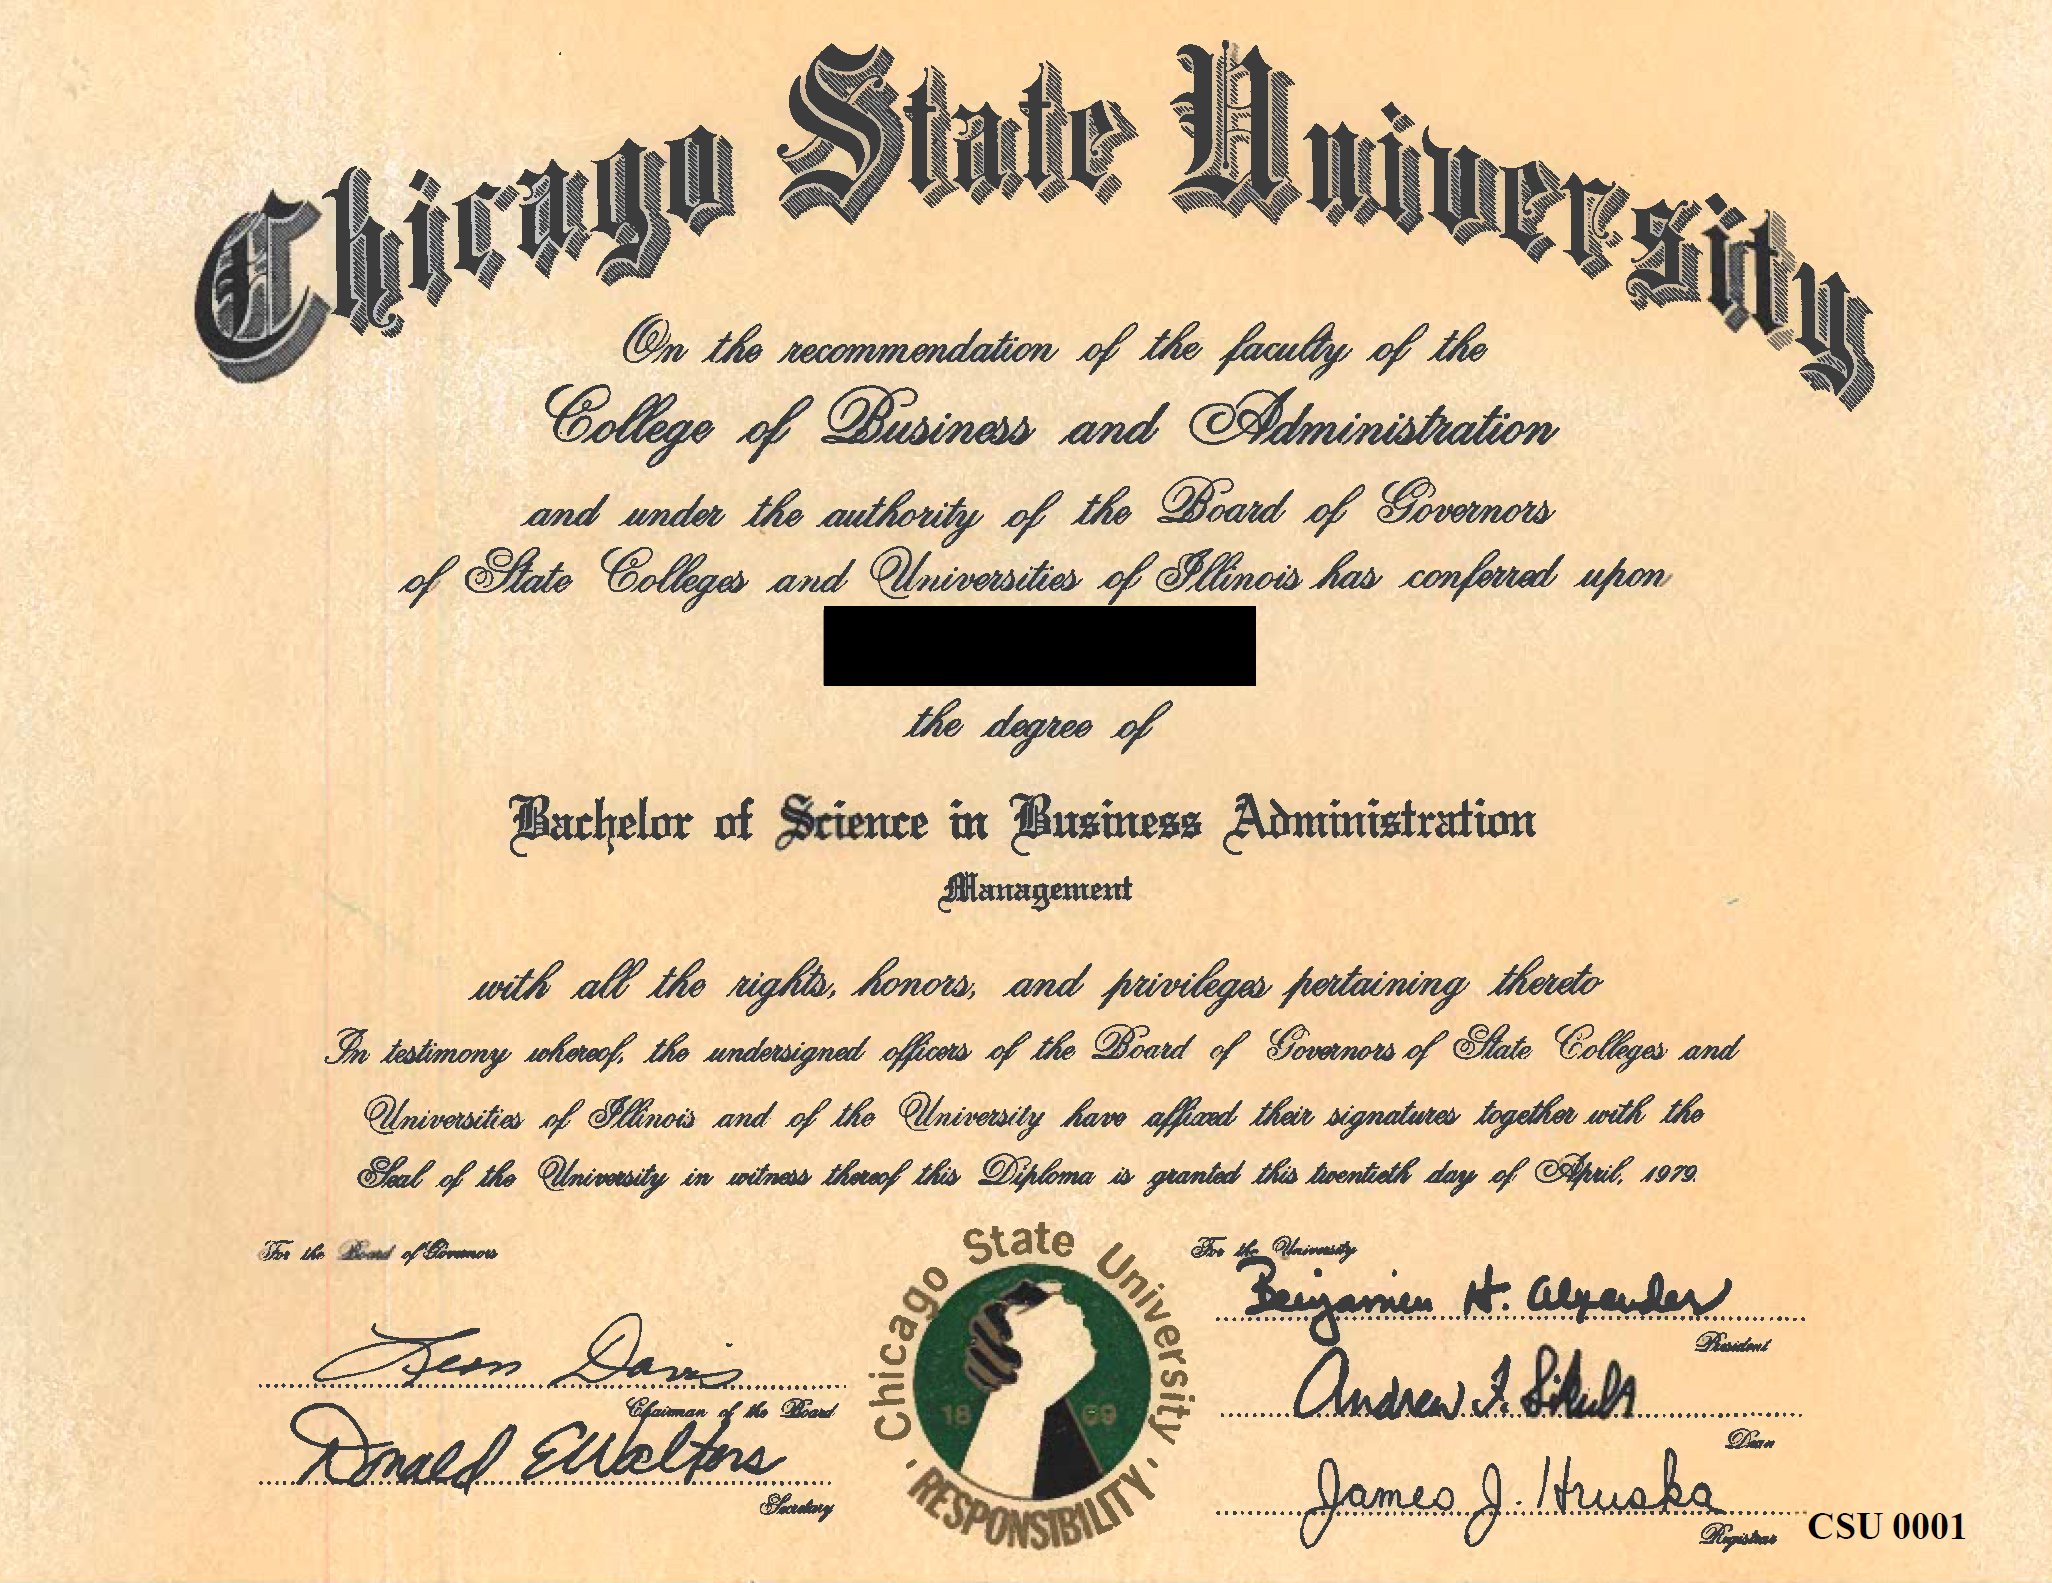 Chicago State University
On the recommendation of the faculty of the
College of Business and Administration
and under the authority of the Board of Governors
of State Colleges and Universities of Illinois has conferred upon
the degree of
Bachelor of Science in Business Administration
Management
with all the rights, honors, and privileges pertaining thereto
In testimony whereof, the undersigned officers of the Board of Governors of State Colleges and
Universities of Illinois and of the University have affixed their signatures together with the
Seal of the University in witness thereof this Diploma is granted this twentieth day of April, 1979.
For the Board of Governors
Leon Davis
Chairman of the Board
Donald E Walters
Secretary
Chicago State University
18 69
RESPONSIBILITY
For the University
Benjamin H. Alexander
President
Andrew F.
Dean
James J. Hruska
Registrar
CSU 0001